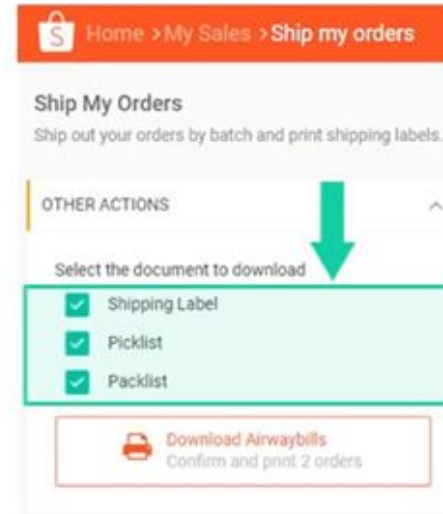 S Home >My Sales >Ship my orders
Ship My Orders
Ship out your orders by batch and print shipping labels.
OTHER ACTIONS
Select the document to download
Shipping Label
Picklist
Packlist
Download Airwaybills
Confirm and print 2 orders